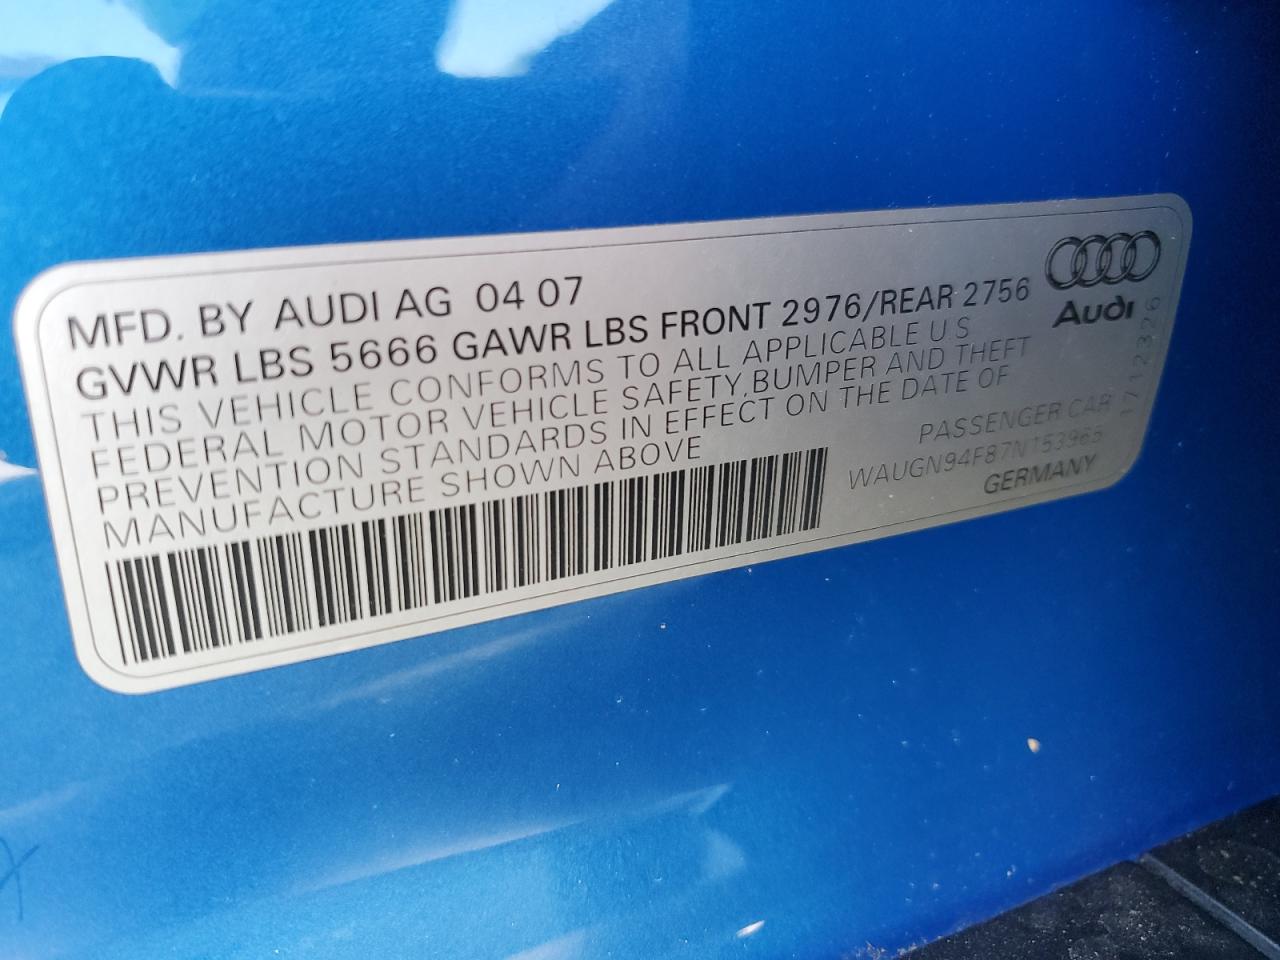 MFD. BY AUDI AG 04 07
GVWR LBS 5666 GAWR LBS FRONT 2976/REAR 2756
THIS VEHICLE CONFORMS TO ALL APPLICABLE U S
FEDERAL MOTOR VEHICLE SAFETY,BUMPER AND THEFT
PREVENTION STANDARDS IN EFFECT ON THE DATE OF
MANUFACTURE SHOWN ABOVE
Audi
1712326
PASSENGER CAR
WAUGN94F87N153965
GERMANY